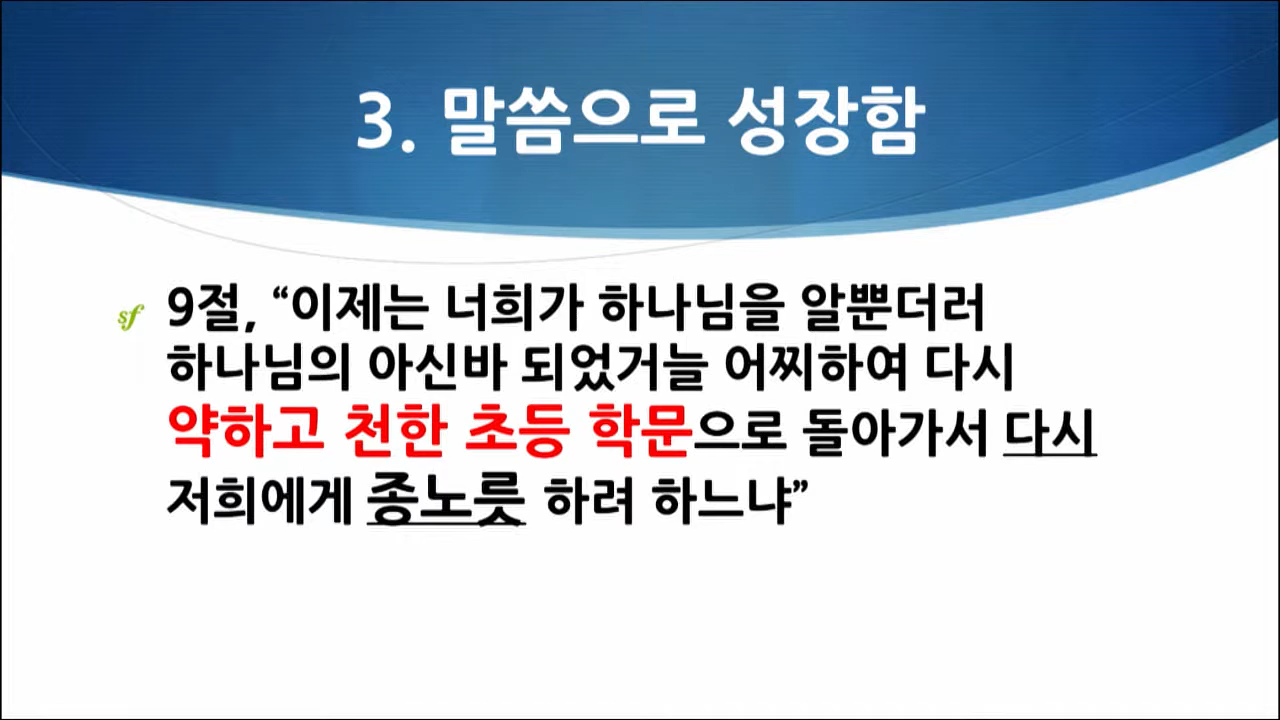 3. 말씀으로 성장함
9절, “이제는 너희가 하나님을 알뿐더러
하나님의 아신바 되었거늘 어찌하여 다시
약하고 천한 초등 학문으로 돌아가서 다시
저희에게 종노릇 하려 하느냐”